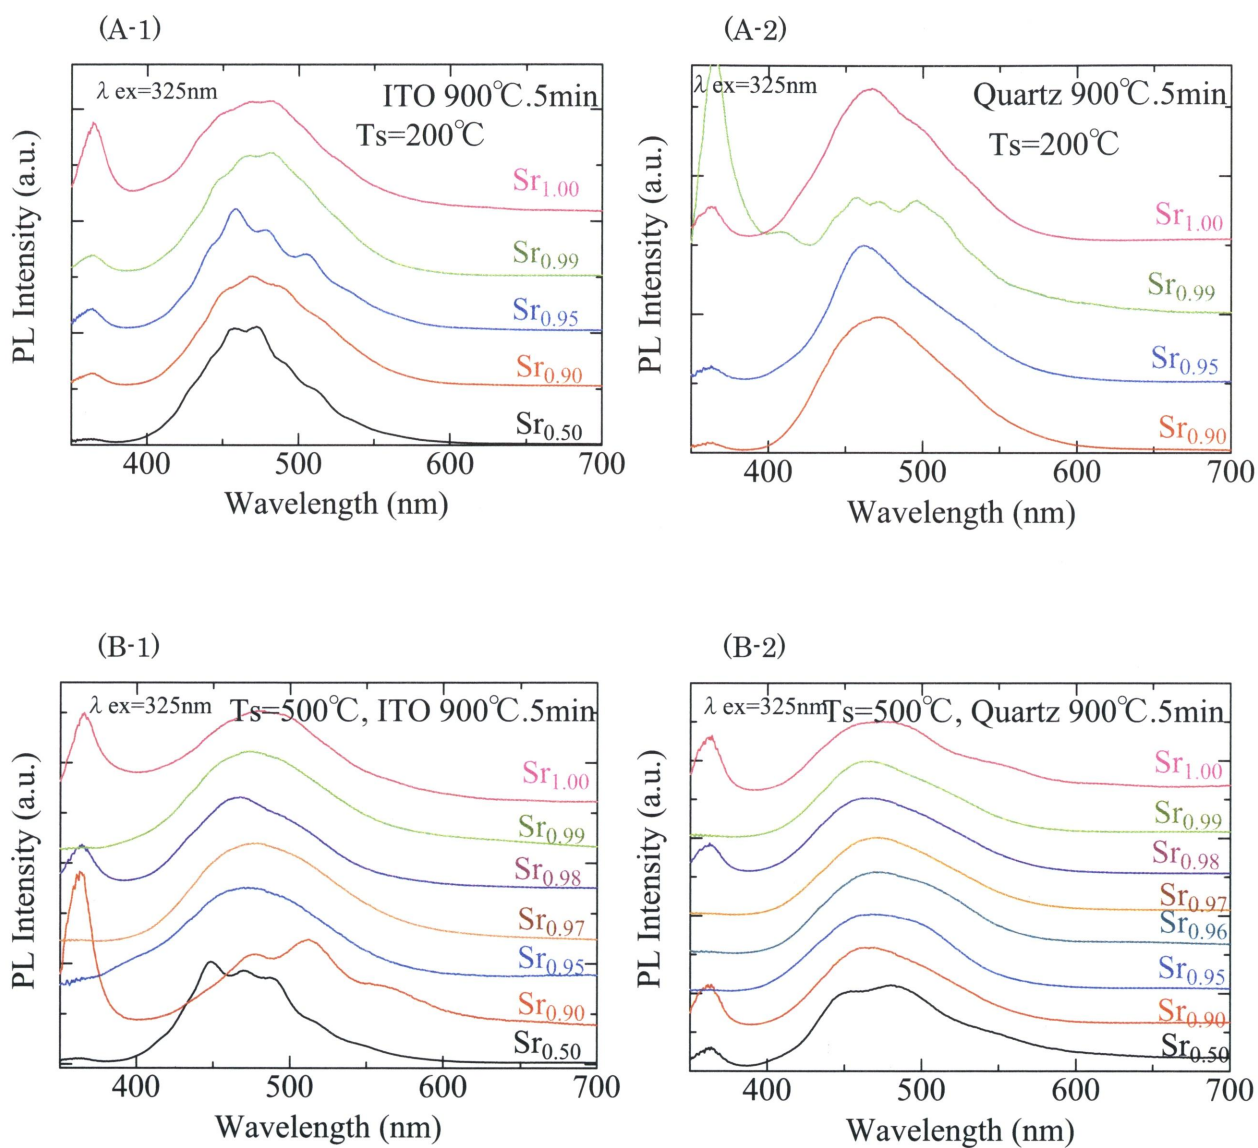 (A-1)
λ ex=325nm
ITO 900℃.5min
Ts=200℃
Sr1.00
Sr0.99
Sr0.95
Sr0.90
Sr0.50
PL Intensity (a.u.)
400 500 600 700
Wavelength (nm)
(A-2)
λ ex=325nm
Quartz 900℃.5min
Ts=200℃
Sr1.00
Sr0.99
Sr0.95
Sr0.90
PL Intensity (a.u.)
400 500 600 700
Wavelength (nm)
(B-1)
λ ex=325nm
Ts=500℃, ITO 900℃.5min
Sr1.00
Sr0.99
Sr0.98
Sr0.97
Sr0.95
Sr0.90
Sr0.50
PL Intensity (a.u.)
400 500 600 700
Wavelength (nm)
(B-2)
λ ex=325nm
Ts=500℃, Quartz 900℃.5min
Sr1.00
Sr0.99
Sr0.98
Sr0.97
Sr0.96
Sr0.95
Sr0.90
Sr0.50
PL Intensity (a.u.)
400 500 600 700
Wavelength (nm)